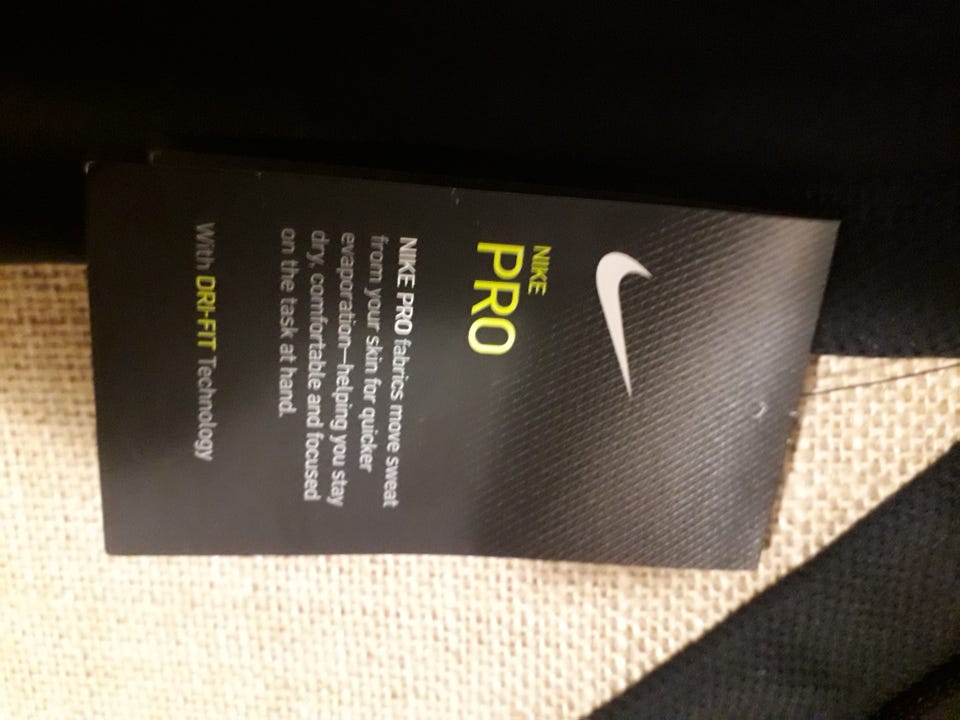 NIKE
PRO
NIKE PRO fabrics move sweat
from your skin for quicker
evaporation—helping you stay
dry, comfortable and focused
on the task at hand.
With DRI-FIT Technology